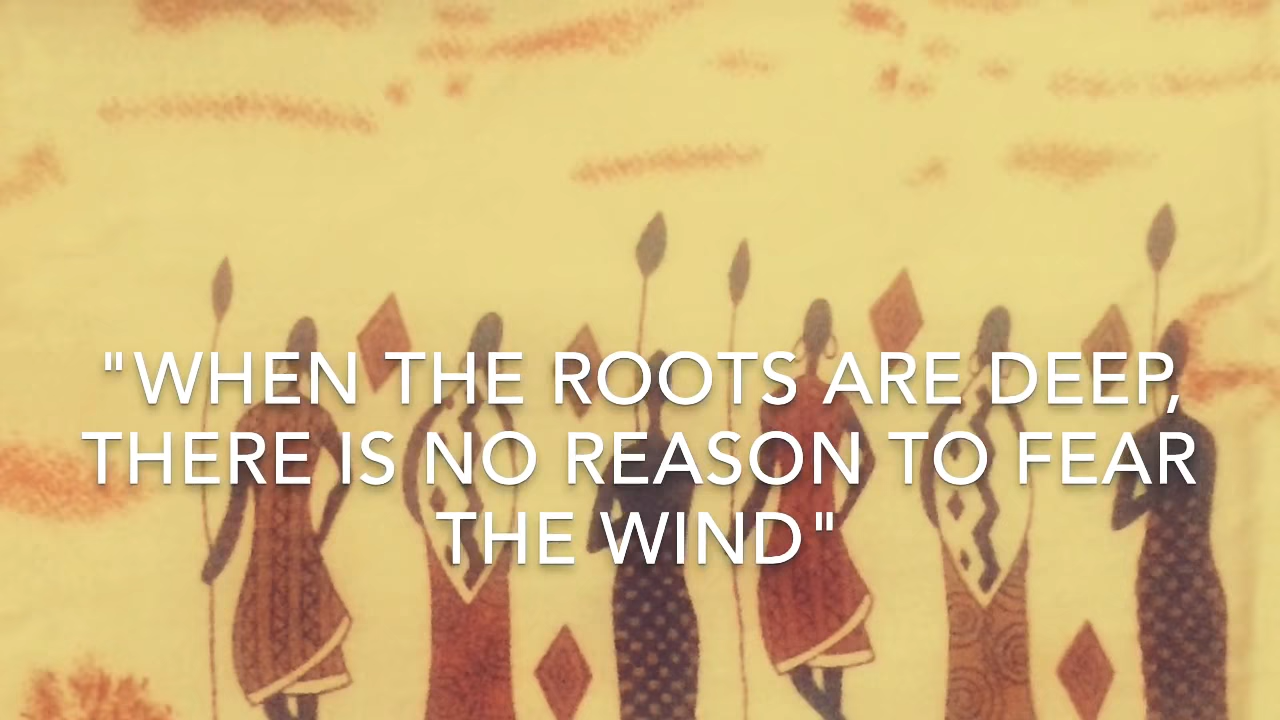 "WHEN THE ROOTS ARE DEEP,
THERE IS NO REASON TO FEAR
THE WIND"